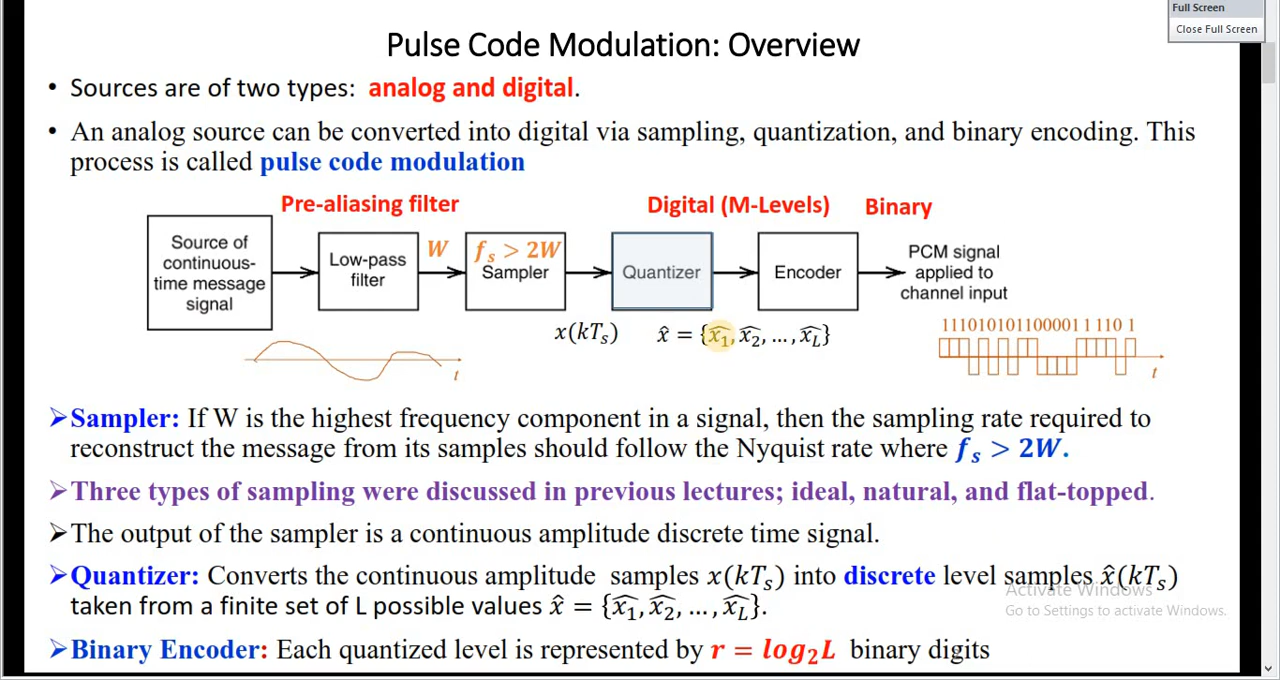 Full Screen
Close Full Screen
Pulse Code Modulation: Overview
• Sources are of two types: analog and digital.
• An analog source can be converted into digital via sampling, quantization, and binary encoding. This
process is called pulse code modulation
Pre-aliasing filter
Digital (M-Levels)
Binary
Source of
continuous-
time message
signal
Low-pass
filter
W
fₛ > 2W
Sampler
Quantizer
Encoder
PCM signal
applied to
channel input
x(kTₛ)
x̂ = {x̂₁, x̂₂, …, x̂_L}
t
111010101100001 1 110 1
t
➢Sampler: If W is the highest frequency component in a signal, then the sampling rate required to
reconstruct the message from its samples should follow the Nyquist rate where fₛ > 2W.
➢Three types of sampling were discussed in previous lectures; ideal, natural, and flat-topped.
➢The output of the sampler is a continuous amplitude discrete time signal.
➢Quantizer: Converts the continuous amplitude samples x(kTₛ) into discrete level samples x̂(kTₛ)
taken from a finite set of L possible values x̂ = {x̂₁, x̂₂, …, x̂_L}.
➢Binary Encoder: Each quantized level is represented by r = log₂L binary digits
Activate Windows
Go to Settings to activate Windows.